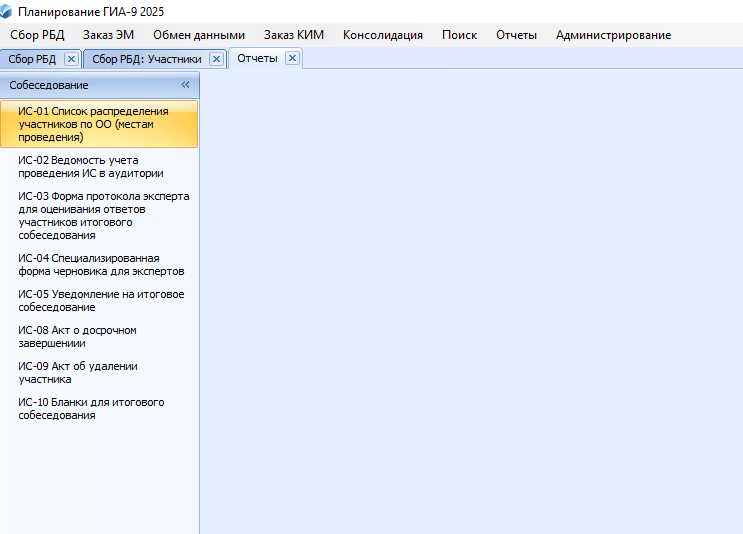 Планирование ГИА-9 2025
Сбор РБД Заказ ЭМ Обмен данными Заказ КИМ Консолидация Поиск Отчеты Администрирование
Сбор РБД Сбор РБД: Участники Отчеты
Собеседование
ИС-01 Список распределения
участников по ОО (местам
проведения)
ИС-02 Ведомость учета
проведения ИС в аудитории
ИС-03 Форма протокола эксперта
для оценивания ответов
участников итогового
собеседования
ИС-04 Специализированная
форма черновика для экспертов
ИС-05 Уведомление на итоговое
собеседование
ИС-08 Акт о досрочном
завершениии
ИС-09 Акт об удалении
участника
ИС-10 Бланки для итогового
собеседования